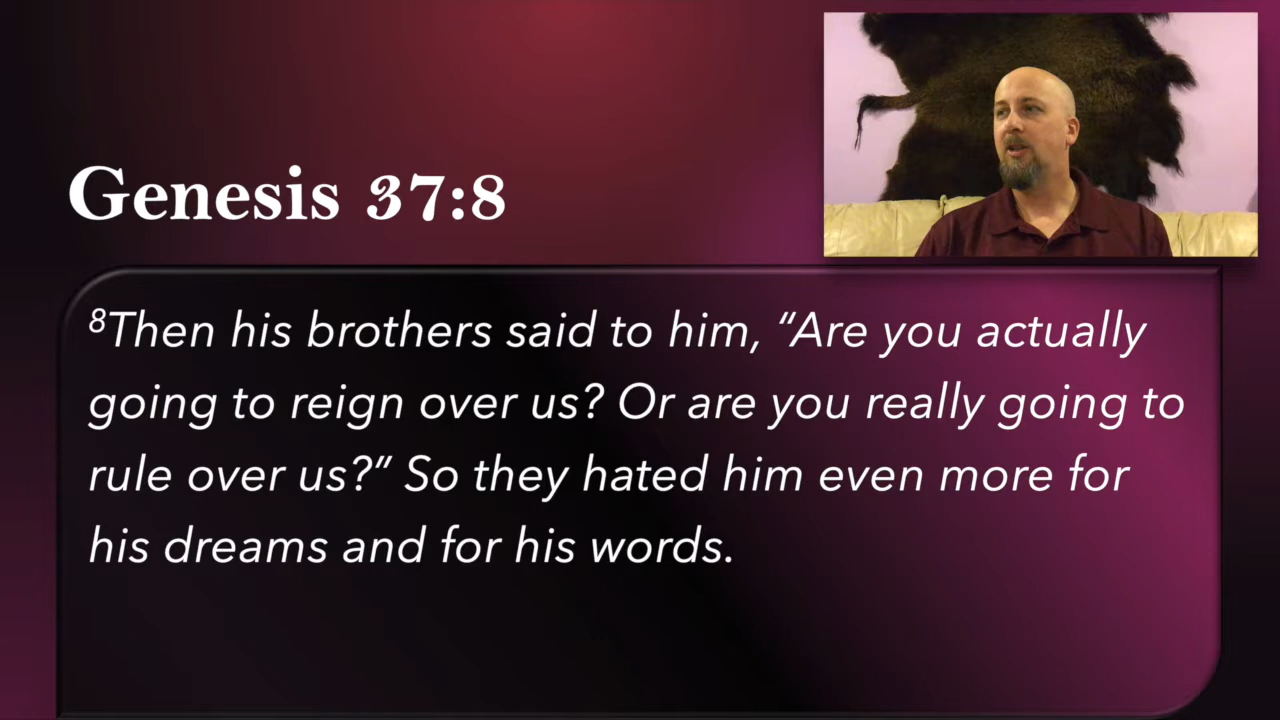 Genesis 37:8
⁸Then his brothers said to him, “Are you actually
going to reign over us? Or are you really going to
rule over us?” So they hated him even more for
his dreams and for his words.